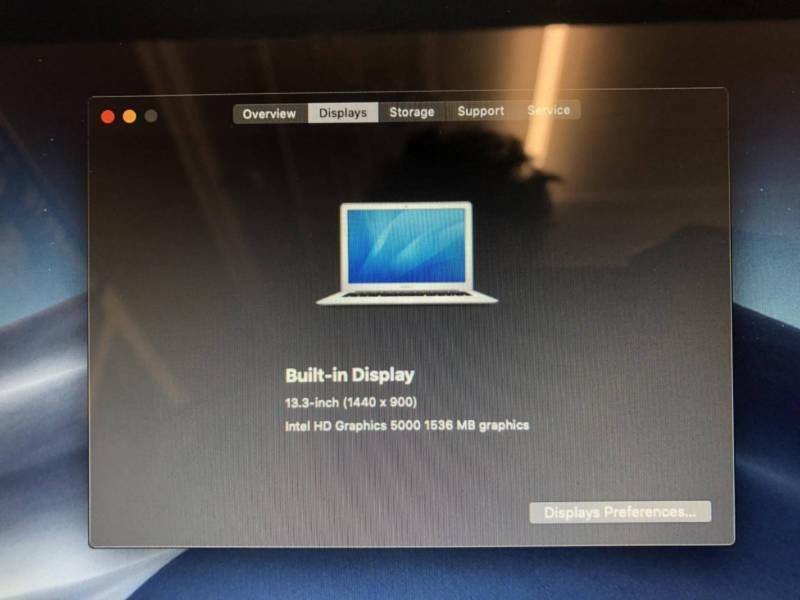 Overview Displays Storage Support Service
Built-in Display
13.3-inch (1440 x 900)
Intel HD Graphics 5000 1536 MB graphics
Displays Preferences...